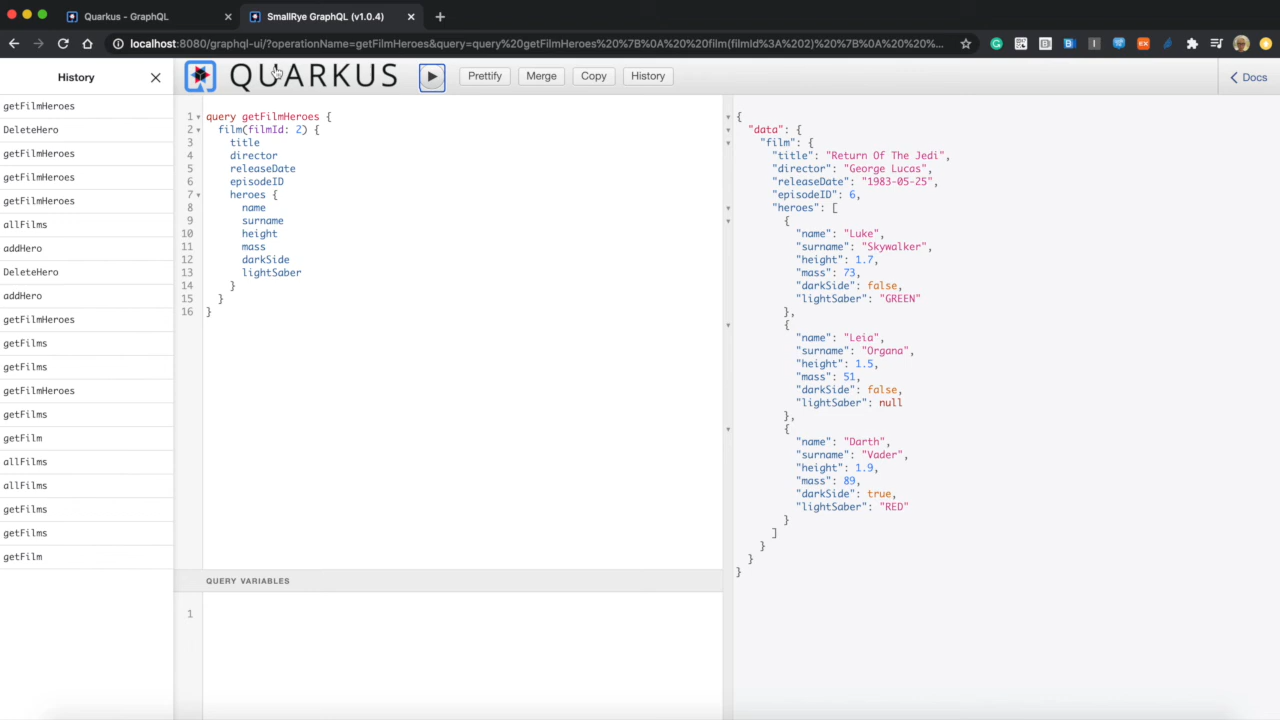 Quarkus - GraphQL
SmallRye GraphQL (v1.0.4)
localhost:8080/graphql-ui/?operationName=getFilmHeroes&query=query%20getFilmHeroes%20%7B%0A%20%20film(filmId%3A%202)%20%7B%0A%20%20%20...
History
QUARKUS
Prettify
Merge
Copy
History
Docs
getFilmHeroes
DeleteHero
getFilmHeroes
getFilmHeroes
getFilmHeroes
allFilms
addHero
DeleteHero
addHero
getFilmHeroes
getFilms
getFilms
getFilmHeroes
getFilms
getFilm
allFilms
allFilms
getFilms
getFilms
getFilm
1 query getFilmHeroes {
2 film(filmId: 2) {
3 title
4 director
5 releaseDate
6 episodeID
7 heroes {
8 name
9 surname
10 height
11 mass
12 darkSide
13 lightSaber
14 }
15 }
16 }
QUERY VARIABLES
1
{
"data": {
"film": {
"title": "Return Of The Jedi",
"director": "George Lucas",
"releaseDate": "1983-05-25",
"episodeID": 6,
"heroes": [
{
"name": "Luke",
"surname": "Skywalker",
"height": 1.7,
"mass": 73,
"darkSide": false,
"lightSaber": "GREEN"
},
{
"name": "Leia",
"surname": "Organa",
"height": 1.5,
"mass": 51,
"darkSide": false,
"lightSaber": null
},
{
"name": "Darth",
"surname": "Vader",
"height": 1.9,
"mass": 89,
"darkSide": true,
"lightSaber": "RED"
}
]
}
}
}